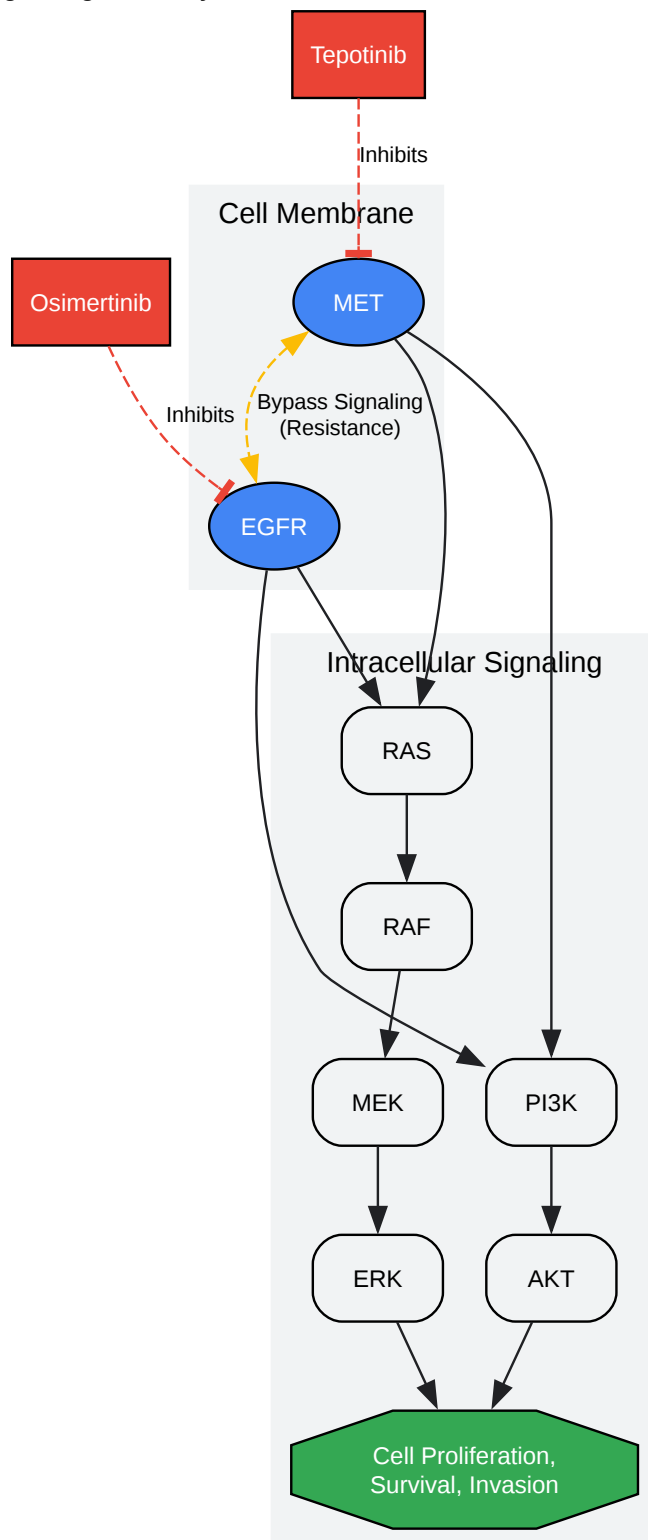 Tepotinib
Inhibits
Cell Membrane
Osimertinib
MET
Inhibits
Bypass Signaling
(Resistance)
EGFR
Intracellular Signaling
RAS
RAF
MEK
PI3K
ERK
AKT
Cell Proliferation,
Survival, Invasion